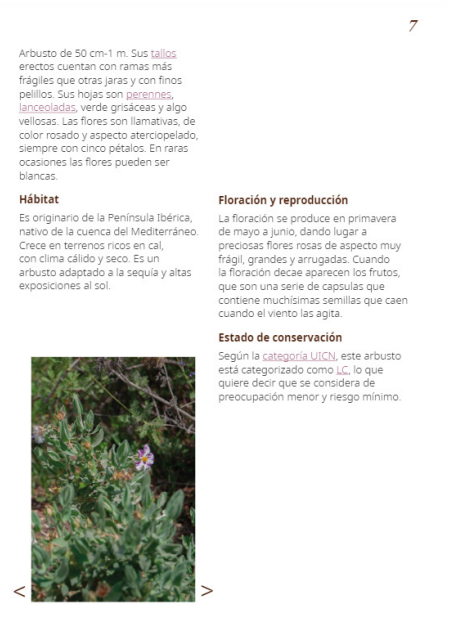 7
Arbusto de 50 cm-1 m. Sus tallos
erectos cuentan con ramas más
frágiles que otras jaras y con finos
pelillos. Sus hojas son perennes,
lanceoladas, verde grisáceas y algo
vellosas. Las flores son llamativas, de
color rosado y aspecto aterciopelado,
siempre con cinco pétalos. En raras
ocasiones las flores pueden ser
blancas.
Hábitat
Es originario de la Península Ibérica,
nativo de la cuenca del Mediterráneo.
Crece en terrenos ricos en cal,
con clima cálido y seco. Es un
arbusto adaptado a la sequía y altas
exposiciones al sol.
Floración y reproducción
La floración se produce en primavera
de mayo a junio, dando lugar a
preciosas flores rosas de aspecto muy
frágil, grandes y arrugadas. Cuando
la floración decae aparecen los frutos,
que son una serie de capsulas que
contiene muchísimas semillas que caen
cuando el viento las agita.
Estado de conservación
Según la categoría UICN, este arbusto
está categorizado como LC, lo que
quiere decir que se considera de
preocupación menor y riesgo mínimo.
< >